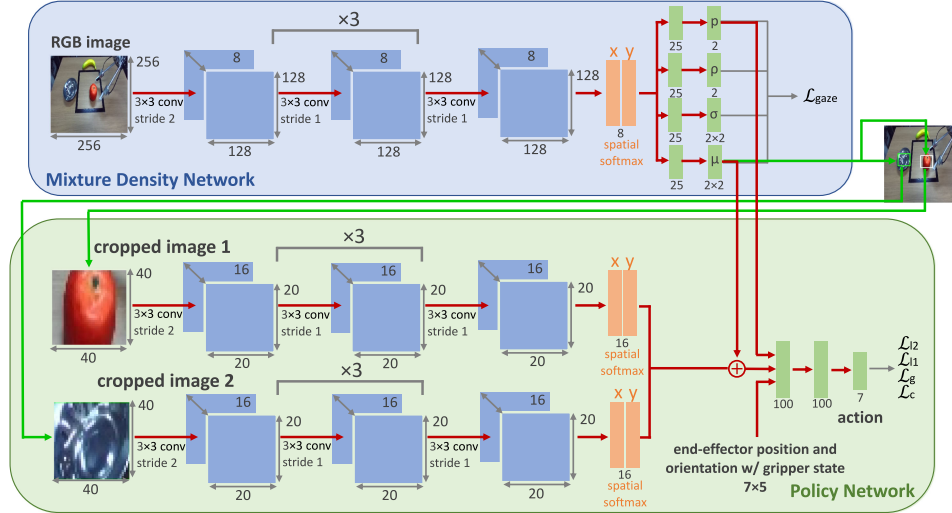 ×3
RGB image
256
256
3×3 conv
stride 2
8
128
3×3 conv
stride 1
8
128
128
3×3 conv
stride 1
8
128
128
x y
8
spatial
softmax
25
p
2
25
ρ
2
25
σ
2×2
25
μ
2×2
ℒgaze
Mixture Density Network
cropped image 1
40
40
3×3 conv
stride 2
×3
16
20
20
3×3 conv
stride 1
16
20
20
3×3 conv
stride 1
16
20
20
x y
16
spatial
softmax
cropped image 2
40
40
3×3 conv
stride 2
×3
16
20
20
3×3 conv
stride 1
16
20
20
3×3 conv
stride 1
16
20
20
x y
16
spatial
softmax
+
100
100
7
action
ℒl2
ℒl1
ℒg
ℒc
end-effector position and
orientation w/ gripper state
7×5
Policy Network